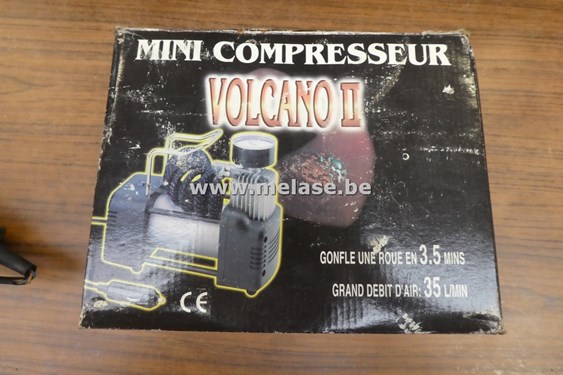 MINI COMPRESSEUR
VOLCANO II
www.melase.be
GONFLE UNE ROUE EN 3.5 MINS
GRAND DEBIT D'AIR: 35 L/MIN
CE